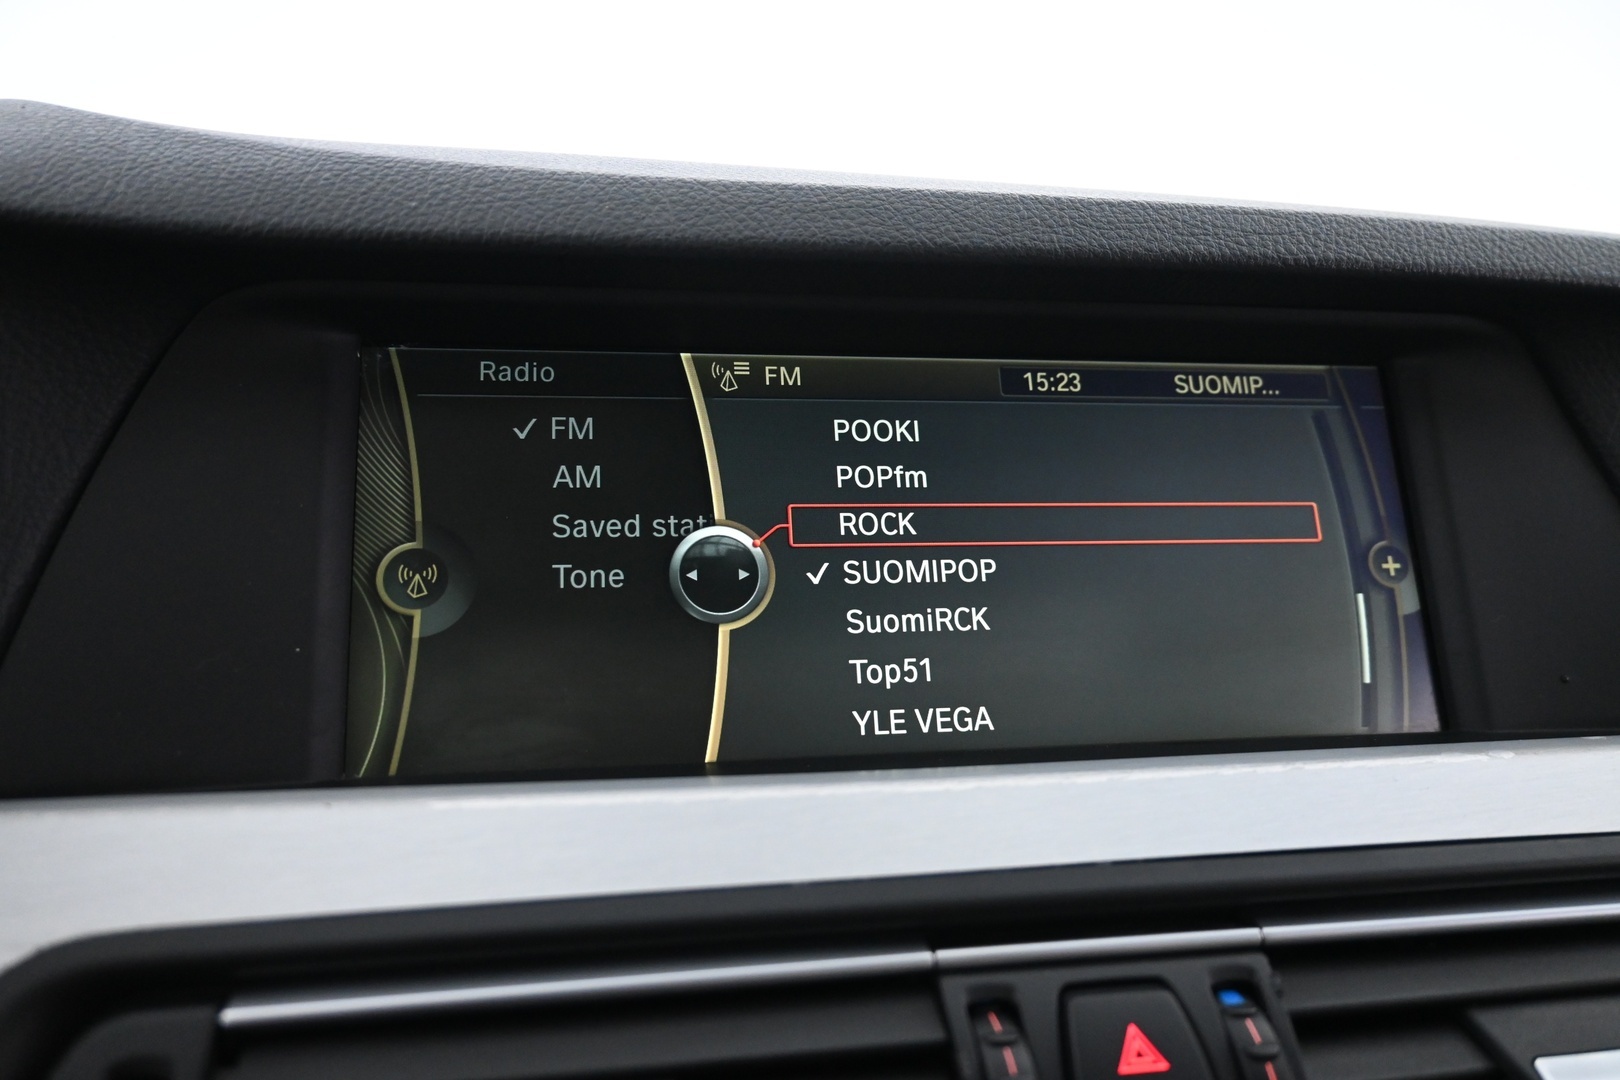 Radio
FM
15:23
SUOMIP...
✓ FM
AM
Saved stat
Tone
POOKI
POPfm
ROCK
✓ SUOMIPOP
SuomiRCK
Top51
YLE VEGA